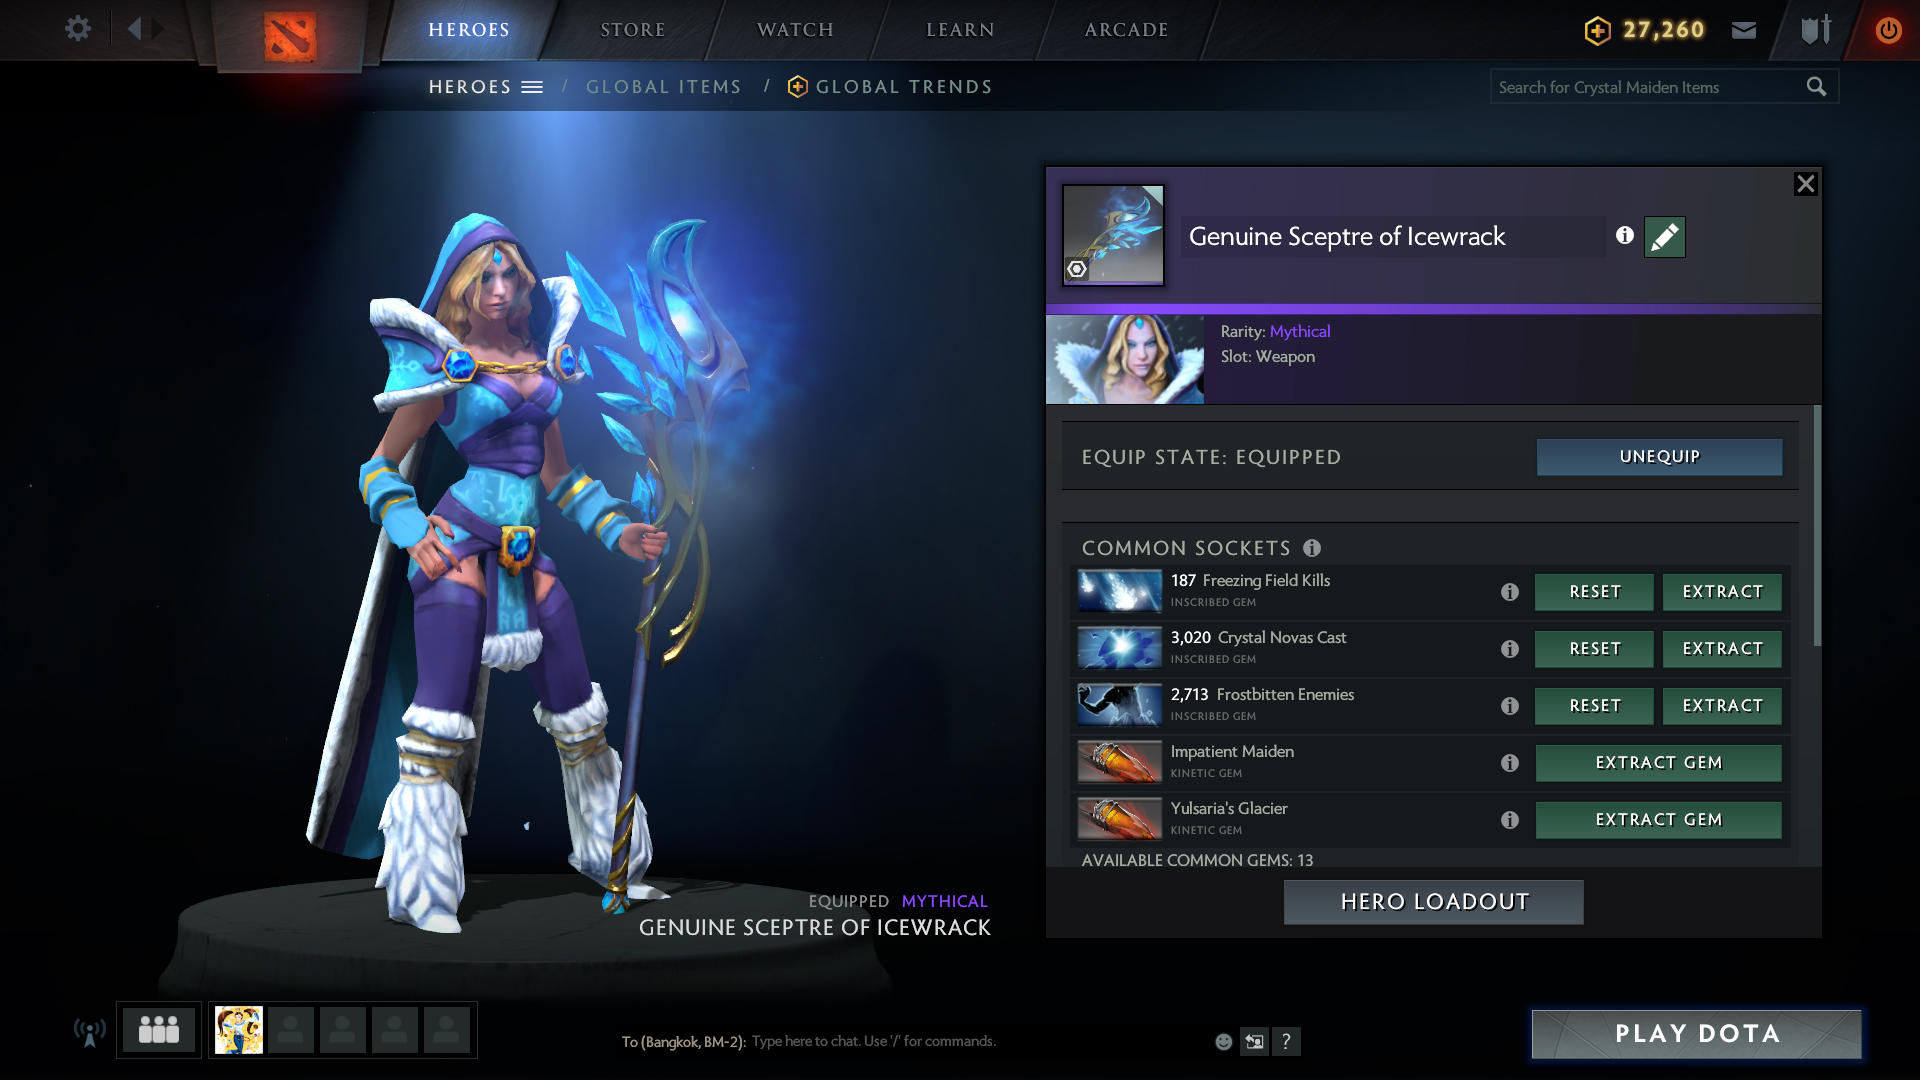 HEROES
STORE
WATCH
LEARN
ARCADE
27,260
HEROES / GLOBAL ITEMS / GLOBAL TRENDS
Search for Crystal Maiden Items
Genuine Sceptre of Icewrack
Rarity: Mythical
Slot: Weapon
EQUIP STATE: EQUIPPED
UNEQUIP
COMMON SOCKETS
187 Freezing Field Kills
INSCRIBED GEM
RESET
EXTRACT
3,020 Crystal Novas Cast
INSCRIBED GEM
RESET
EXTRACT
2,713 Frostbitten Enemies
INSCRIBED GEM
RESET
EXTRACT
Impatient Maiden
KINETIC GEM
EXTRACT GEM
Yulsaria's Glacier
KINETIC GEM
EXTRACT GEM
AVAILABLE COMMON GEMS: 13
HERO LOADOUT
EQUIPPED MYTHICAL
GENUINE SCEPTRE OF ICEWRACK
To (Bangkok, BM-2): Type here to chat. Use '/' for commands.
?
PLAY DOTA